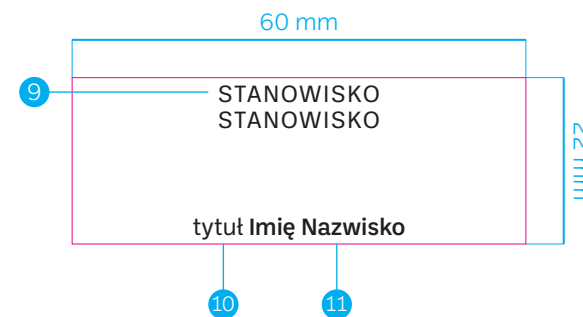 60 mm
9
STANOWISKO
STANOWISKO
tytuł Imię Nazwisko
10
11